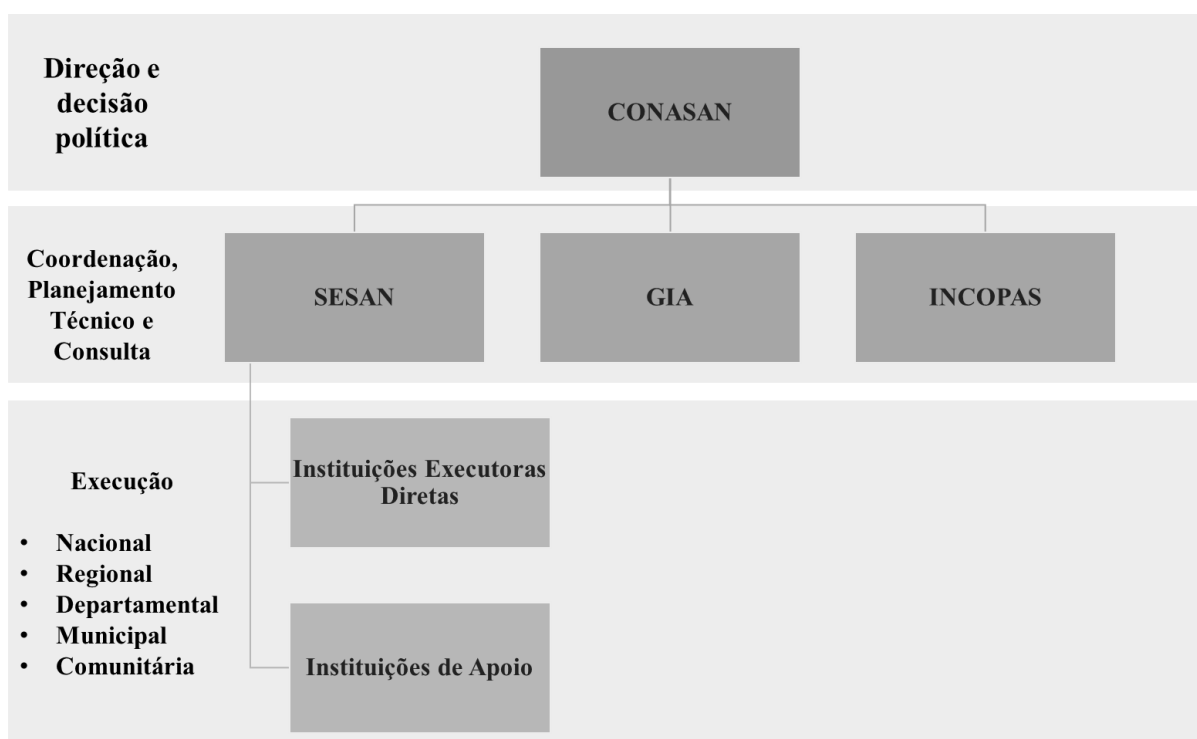 Direção e
decisão
política
CONASAN
Coordenação,
Planejamento
Técnico e
Consulta
SESAN
GIA
INCOPAS
Execução
• Nacional
• Regional
• Departamental
• Municipal
• Comunitária
Instituições Executoras
Diretas
Instituições de Apoio